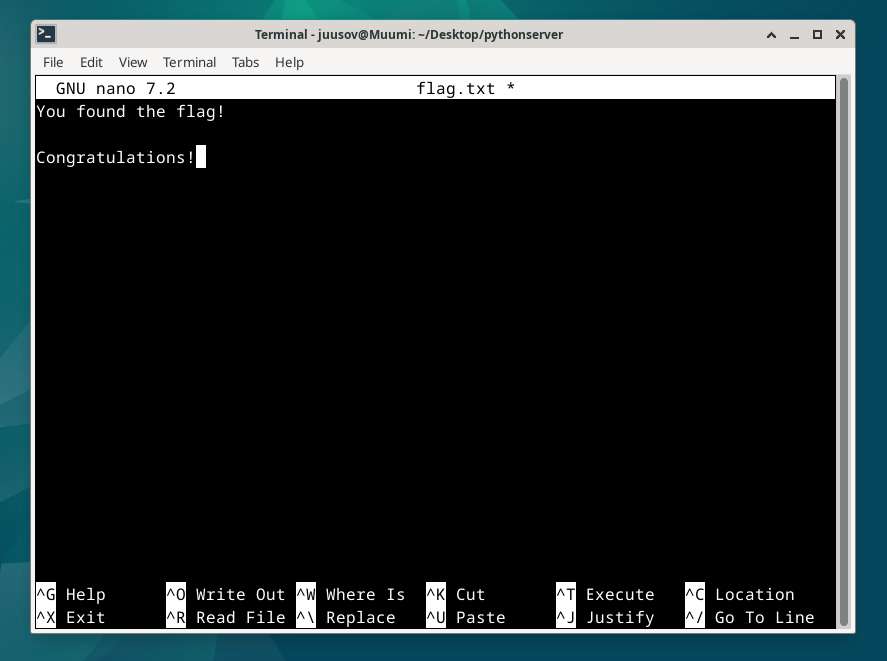 Terminal - juusov@Muumi: ~/Desktop/pythonserver
File Edit View Terminal Tabs Help
GNU nano 7.2 flag.txt *
You found the flag!
Congratulations!
^G Help ^O Write Out ^W Where Is ^K Cut ^T Execute ^C Location
^X Exit ^R Read File ^\ Replace ^U Paste ^J Justify ^/ Go To Line